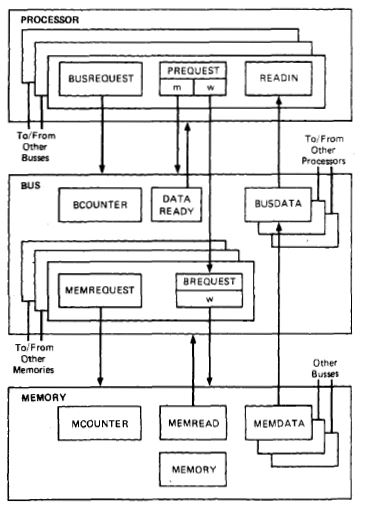 PROCESSOR
BUSREQUEST
PREQUEST
m w
READIN
To/From
Other
Busses
To/From
Other
Processors
BUS
BCOUNTER
DATA
READY
BUSDATA
MEMREQUEST
BREQUEST
w
To/From
Other
Memories
Other
Busses
MEMORY
MCOUNTER
MEMREAD
MEMDATA
MEMORY